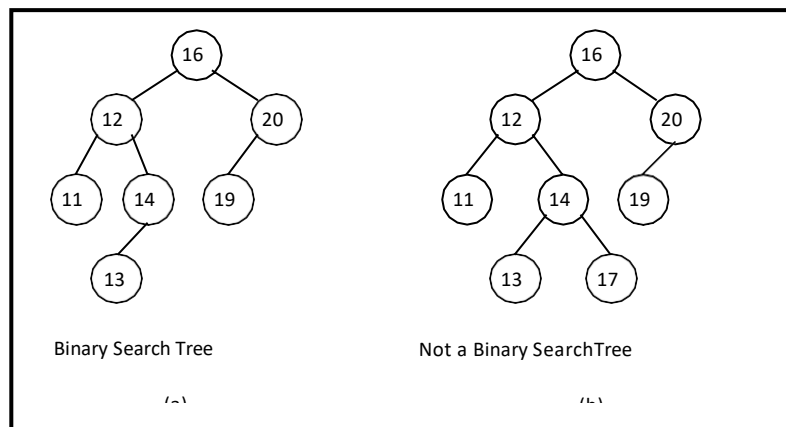 16 16
12 20 12 20
11 14 19 11 14 19
13 13 17
Binary Search Tree Not a Binary SearchTree
(a) (b)